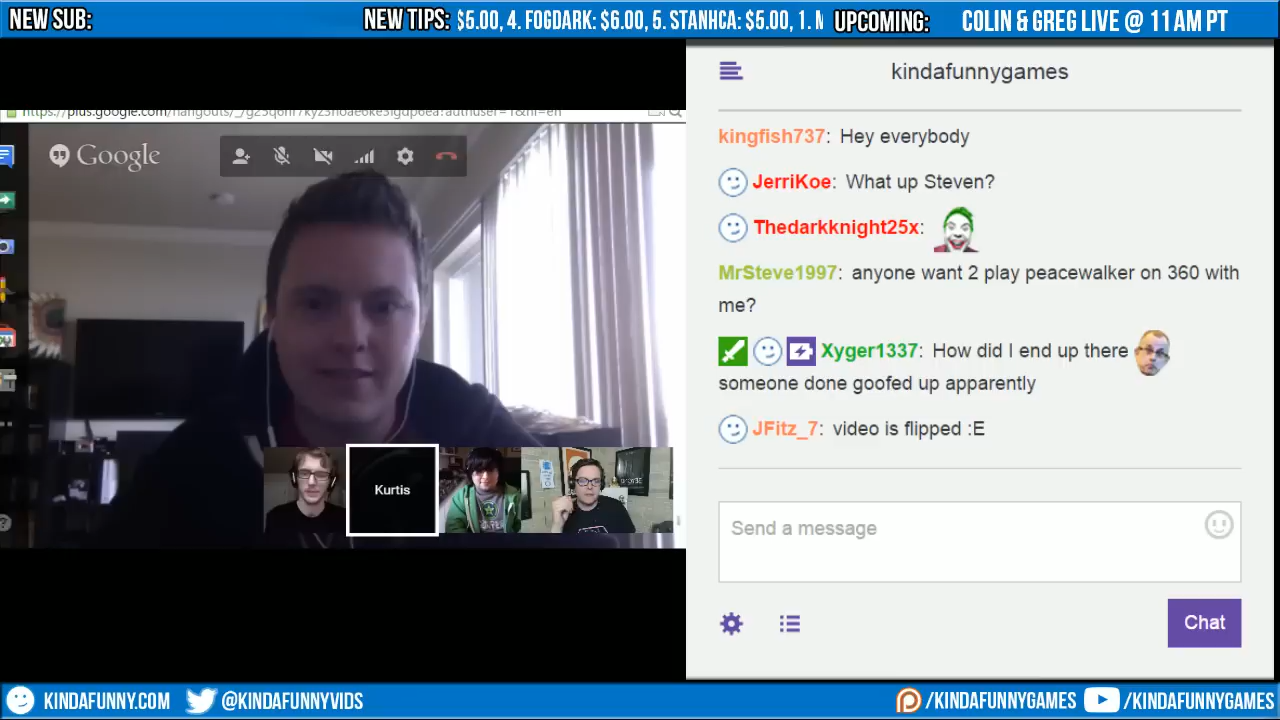 NEW SUB:
NEW TIPS: $5.00, 4. FOGDARK: $6.00, 5. STANHCA: $5.00, 1.
UPCOMING: COLIN & GREG LIVE @ 11 AM PT
Google
Kurtis
kindafunnygames
kingfish737: Hey everybody
JerriKoe: What up Steven?
Thedarkknight25x:
MrSteve1997: anyone want 2 play peacewalker on 360 with
me?
Xyger1337: How did I end up there
someone done goofed up apparently
JFitz_7: video is flipped :E
Send a message
Chat
KINDAFUNNY.COM
@KINDAFUNNYVIDS
/KINDAFUNNYGAMES
/KINDAFUNNYGAMES